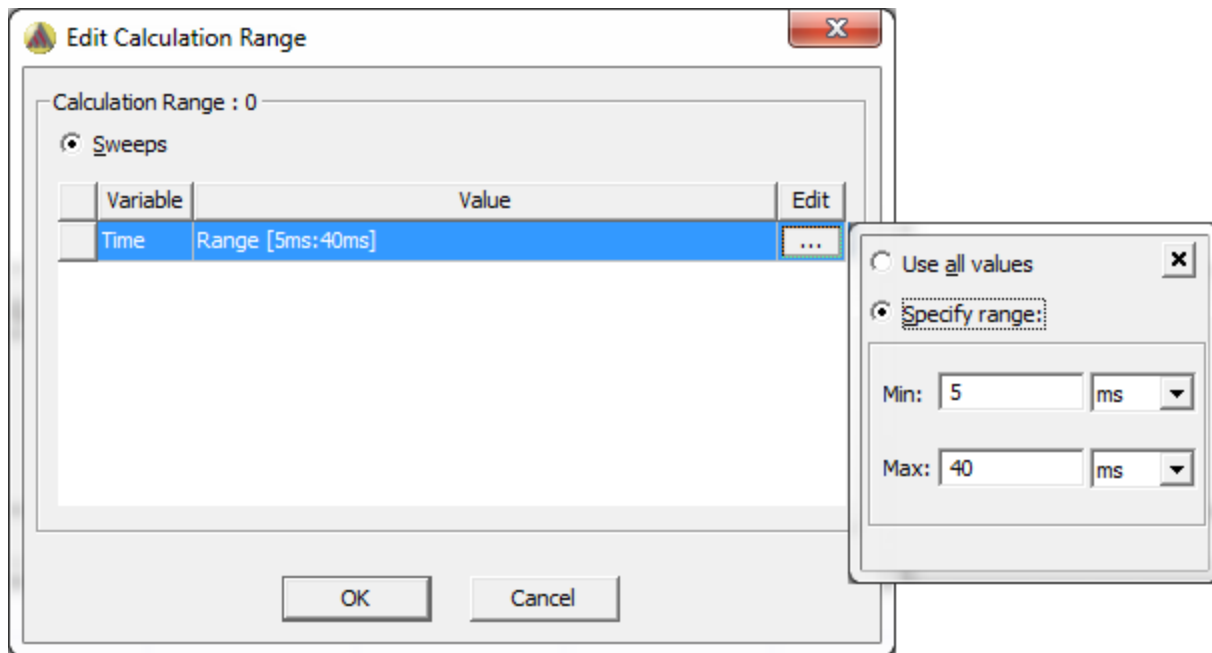 Edit Calculation Range
Calculation Range : 0
Sweeps
Variable Value Edit
Time Range [5ms:40ms] ...
Use all values
Specify range:
Min: 5 ms
Max: 40 ms
OK Cancel